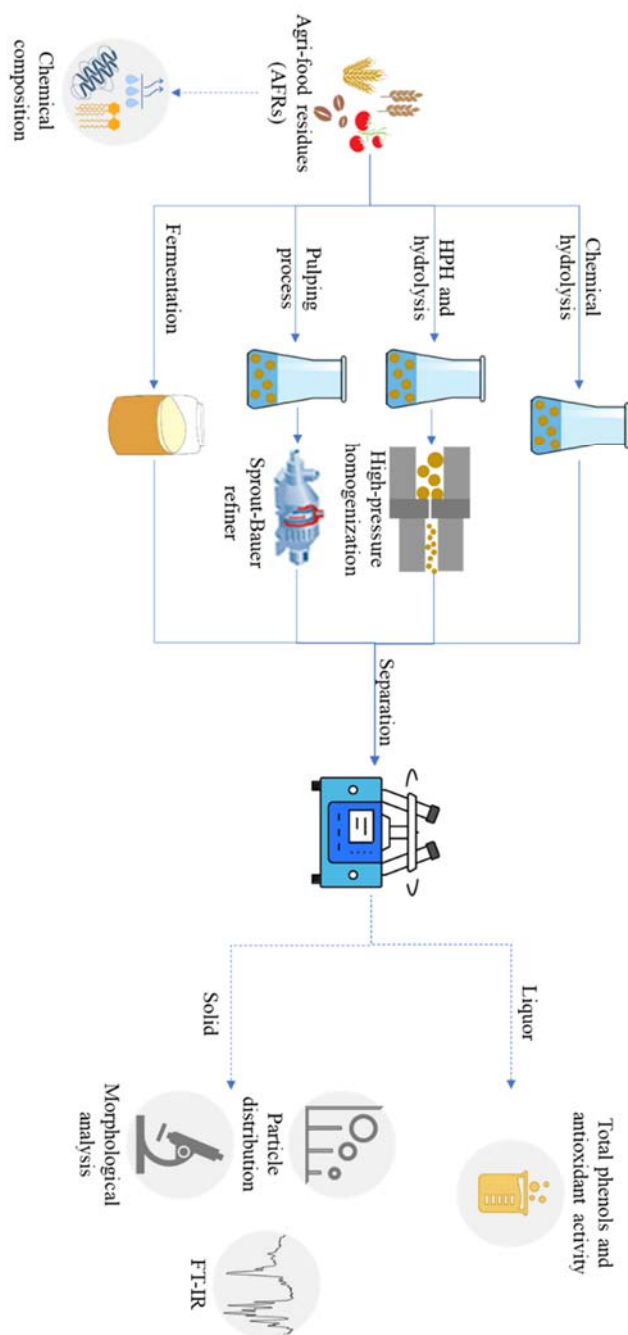 Agri-food residues
(AFRs)
Chemical
composition
Chemical
hydrolysis
HPH and
hydrolysis
Pulping
process
Fermentation
High-pressure
homogenization
Sprout-Bauer
refiner
Separation
Liquor
Solid
Total phenols and
antioxidant activity
Particle
distribution
Morphological
analysis
FT-IR